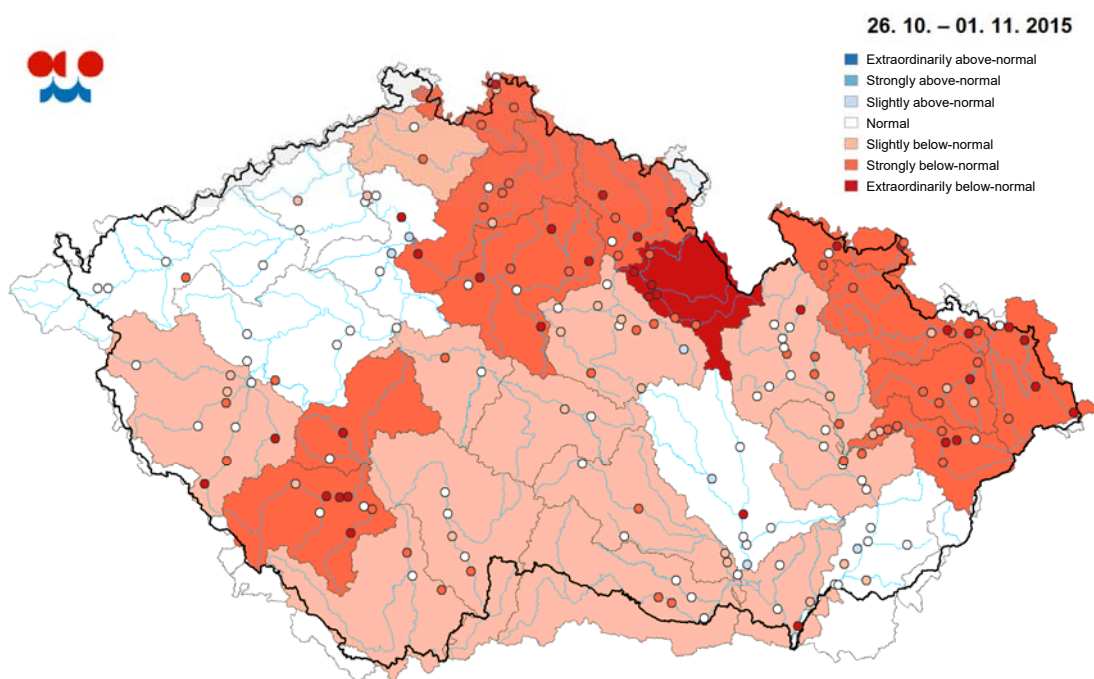 26. 10. – 01. 11. 2015
Extraordinarily above-normal
Strongly above-normal
Slightly above-normal
Normal
Slightly below-normal
Strongly below-normal
Extraordinarily below-normal